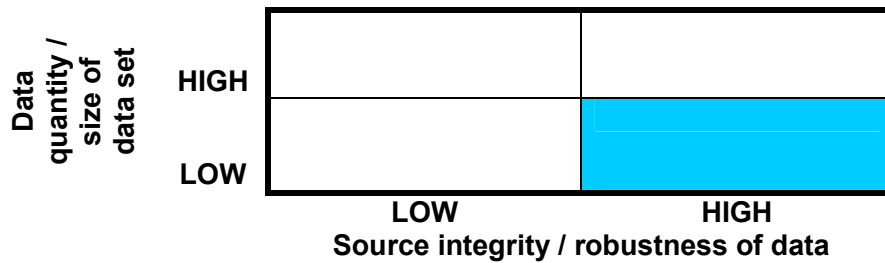 Data
quantity /
size of
data set
HIGH
LOW
LOW HIGH
Source integrity / robustness of data